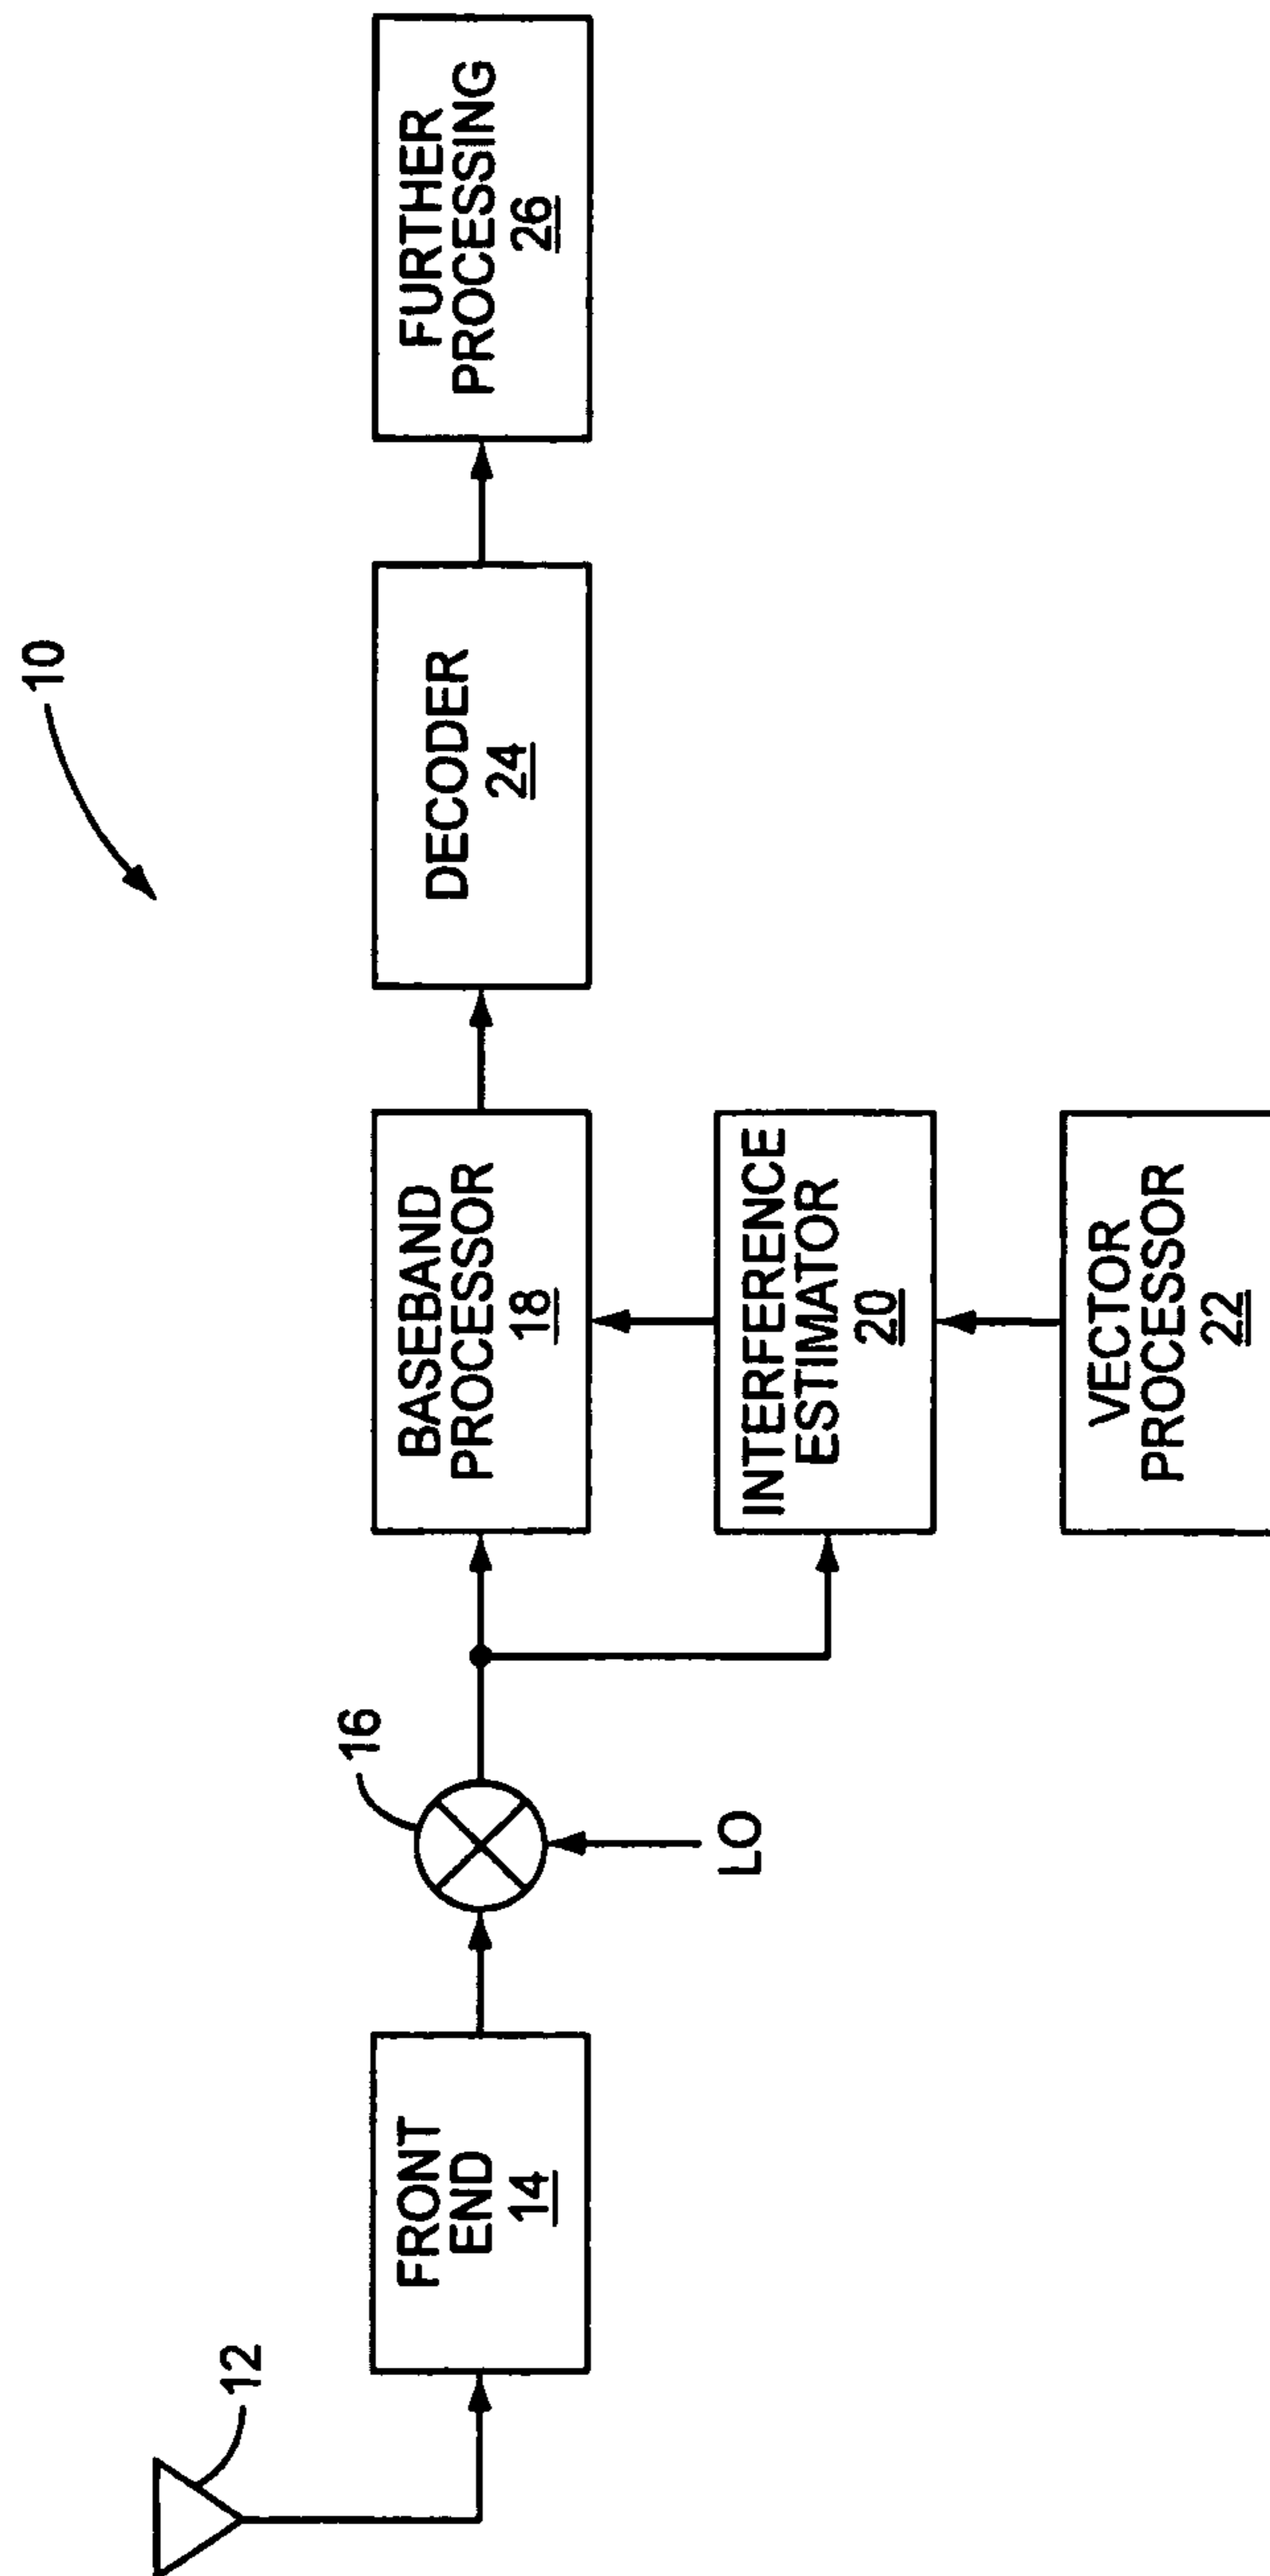 10
12
FRONT
END
14
16
LO
BASEBAND
PROCESSOR
18
INTERFERENCE
ESTIMATOR
20
VECTOR
PROCESSOR
22
DECODER
24
FURTHER
PROCESSING
26